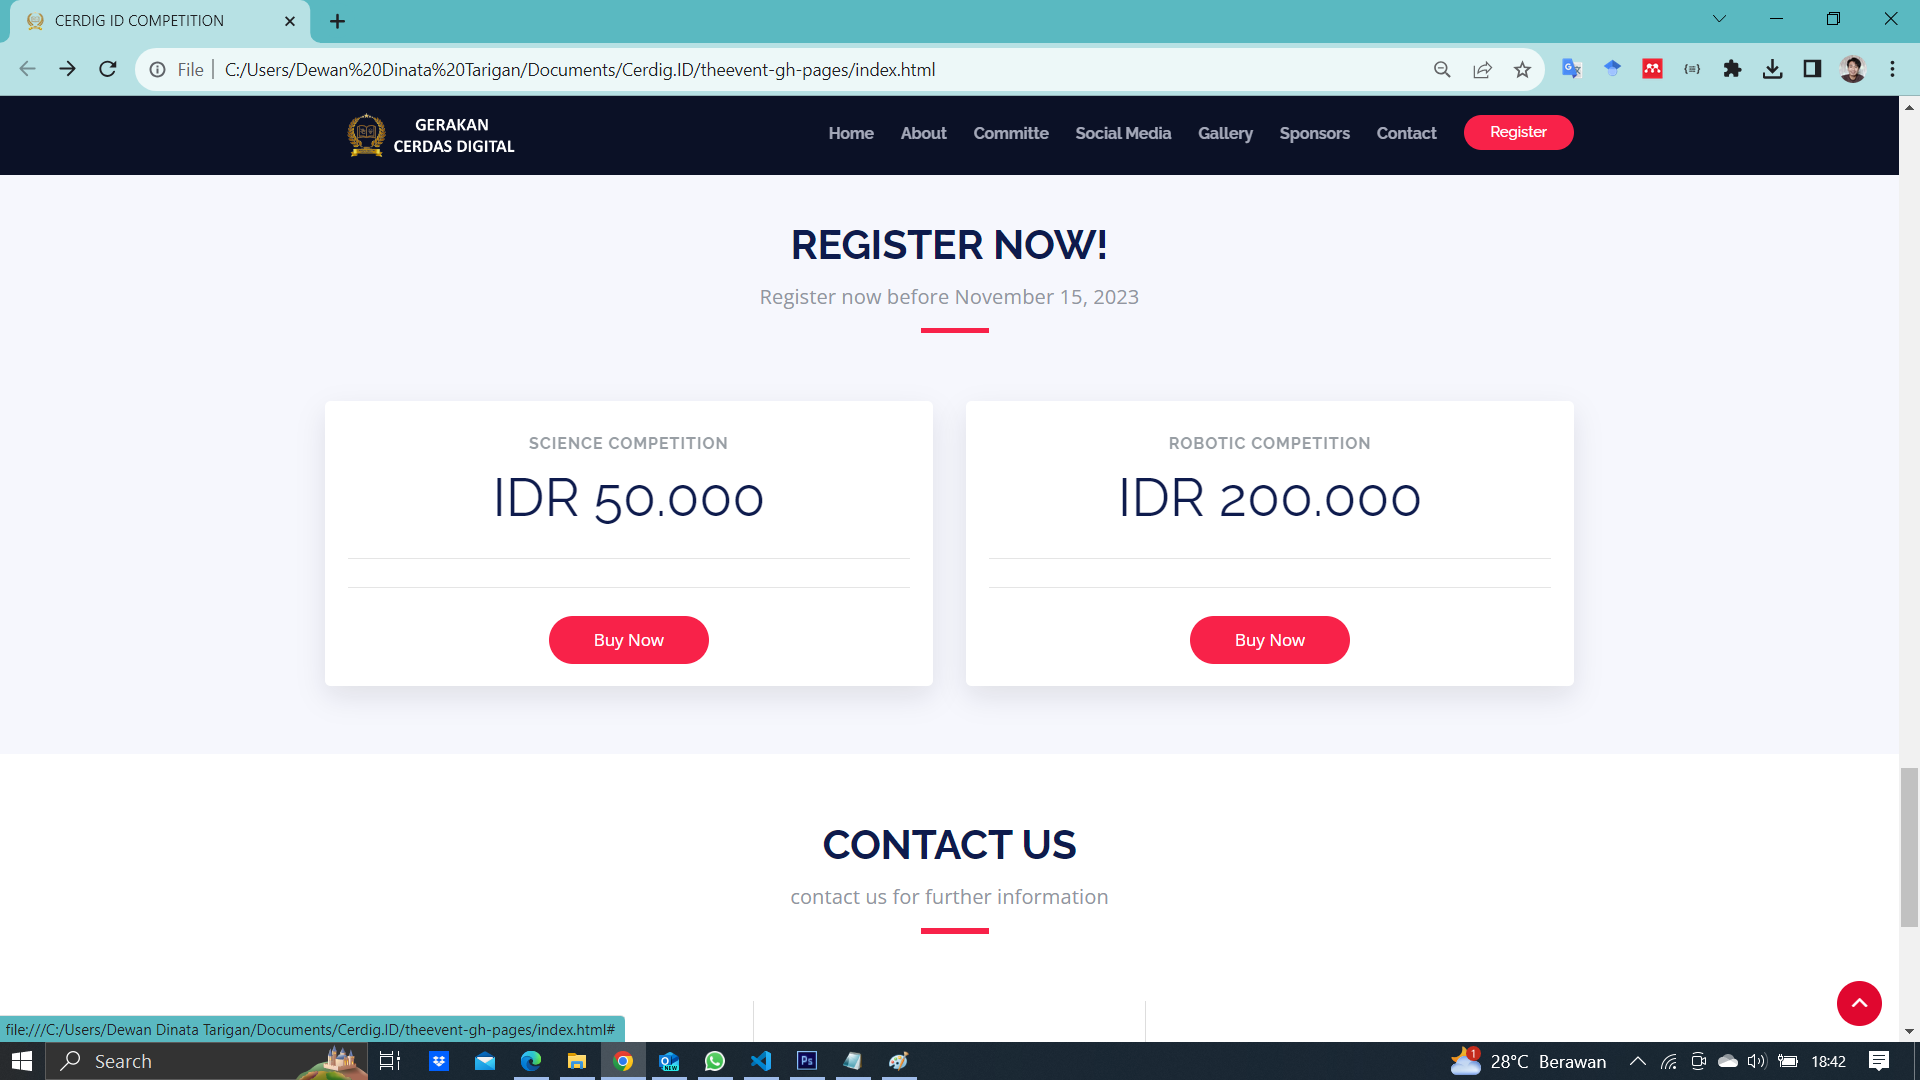 CERDIG ID COMPETITION
File
C:/Users/Dewan%20Dinata%20Tarigan/Documents/Cerdig.ID/theevent-gh-pages/index.html
GERAKAN
CERDAS DIGITAL
Home
About
Committe
Social Media
Gallery
Sponsors
Contact
Register
REGISTER NOW!
Register now before November 15, 2023
SCIENCE COMPETITION
IDR 50.000
Buy Now
ROBOTIC COMPETITION
IDR 200.000
Buy Now
CONTACT US
contact us for further information
file:///C:/Users/Dewan Dinata Tarigan/Documents/Cerdig.ID/theevent-gh-pages/index.html#
Search
NEW
Ps
1
28°C Berawan
18:42